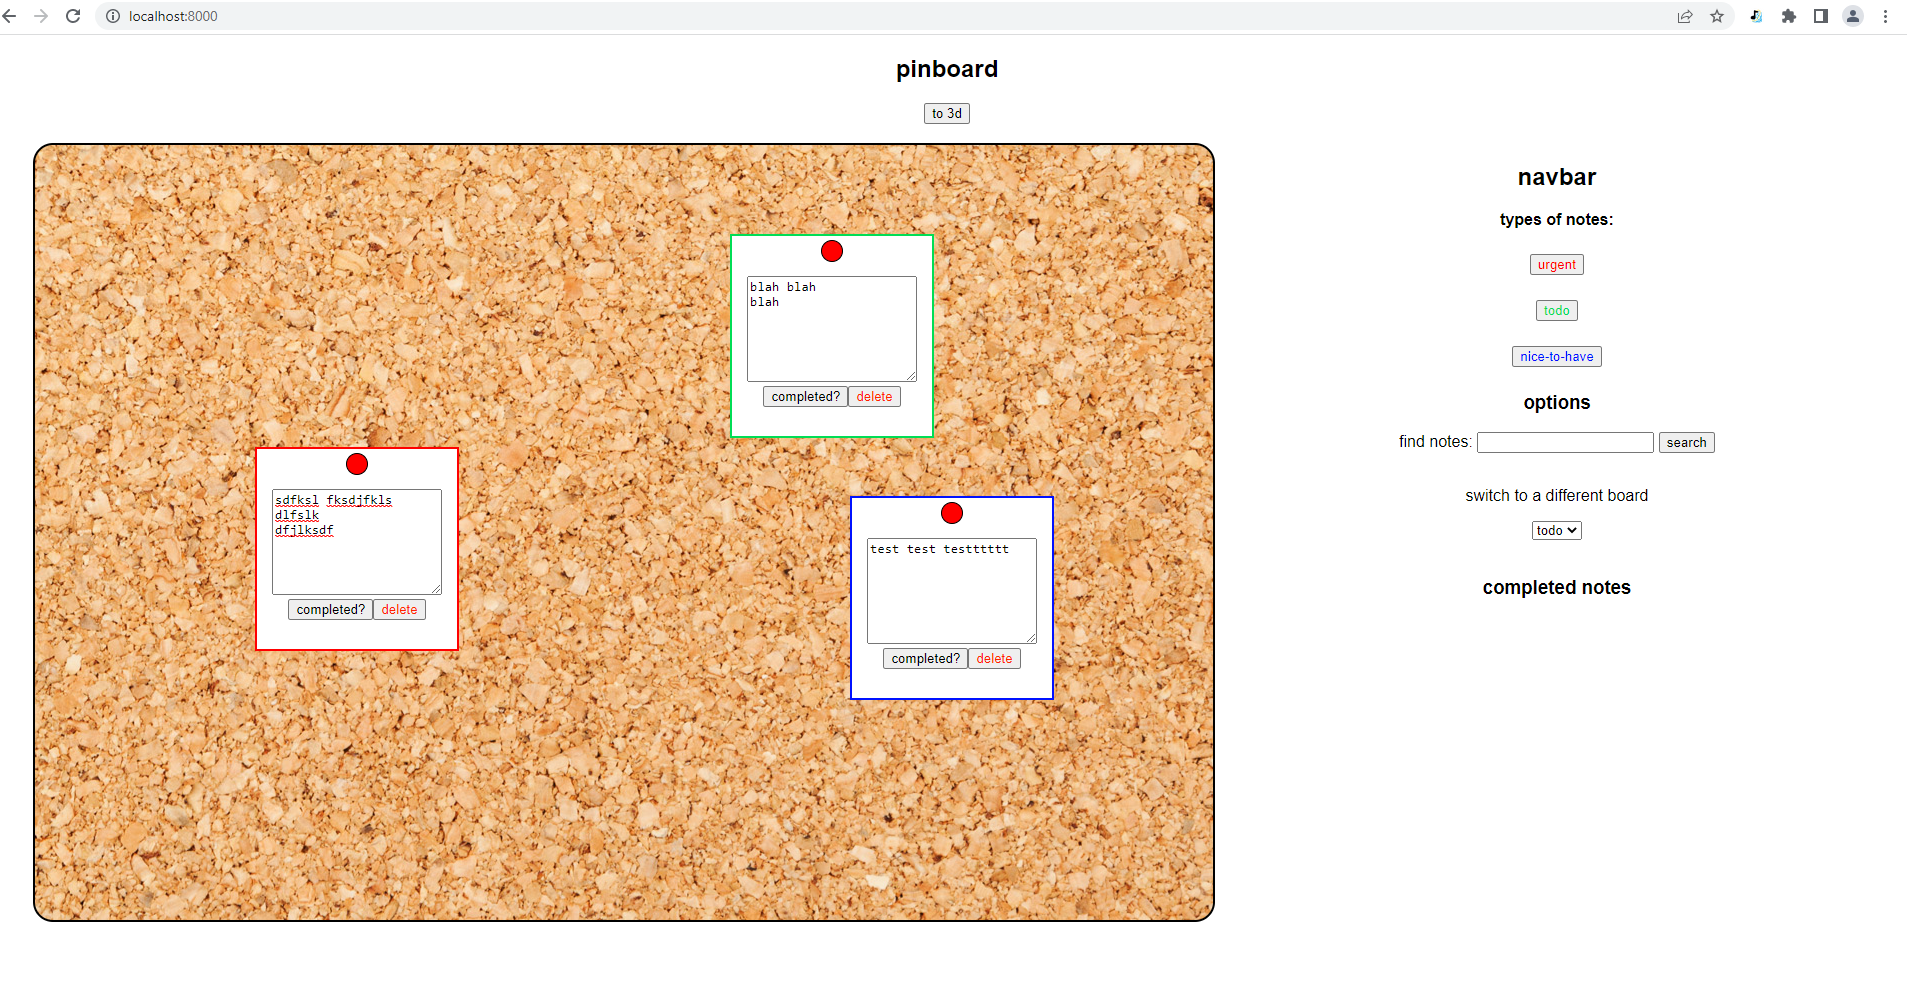 localhost:8000
pinboard
to 3d
blah blah
blah
completed? delete
sdfksl fksdjfkls
dlfslk
dfjlksdf
completed? delete
test test testttttt
completed? delete
navbar
types of notes:
urgent
todo
nice-to-have
options
find notes: search
switch to a different board
todo
completed notes